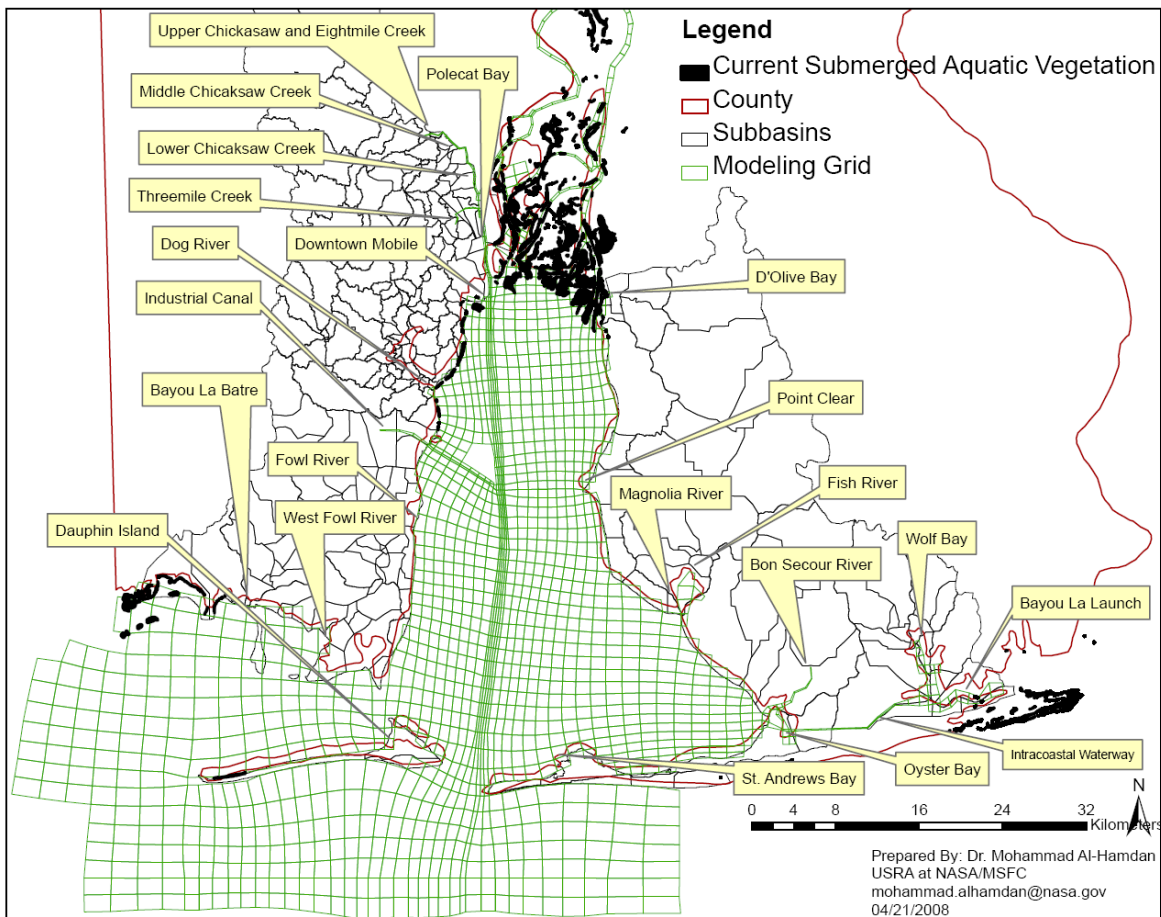 Upper Chickasaw and Eightmile Creek
Polecat Bay
Middle Chicaksaw Creek
Lower Chicaksaw Creek
Threemile Creek
Dog River
Downtown Mobile
Industrial Canal
Bayou La Batre
Fowl River
West Fowl River
Dauphin Island
Legend
Current Submerged Aquatic Vegetation
County
Subbasins
Modeling Grid
D'Olive Bay
Point Clear
Magnolia River
Fish River
Bon Secour River
Wolf Bay
Bayou La Launch
Intracoastal Waterway
Oyster Bay
St. Andrews Bay
N
0 4 8 16 24 32
Kilometers
Prepared By: Dr. Mohammad Al-Hamdan
USRA at NASA/MSFC
mohammad.alhamdan@nasa.gov
04/21/2008